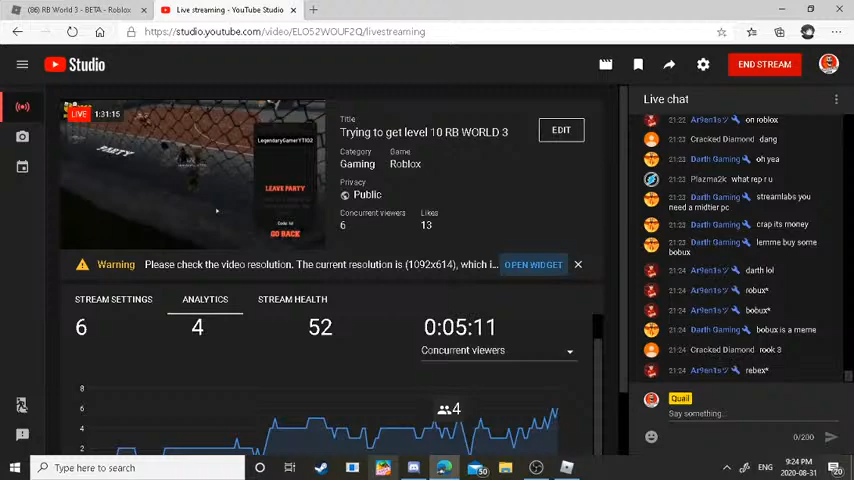 (86) RB World 3 - BETA - Roblox
Live streaming - YouTube Studio
https://studio.youtube.com/video/ELO52WOUF2Q/livestreaming
Studio
END STREAM
LIVE 1:31:15
PARTY
LegendaryGamerYT102
LEAVE PARTY
GO BACK
Title
Trying to get level 10 RB WORLD 3
EDIT
Category
Game
Gaming
Roblox
Privacy
Public
Concurrent viewers
Likes
6
13
Warning
Please check the video resolution. The current resolution is (1092x614), which i...
OPEN WIDGET
STREAM SETTINGS
ANALYTICS
STREAM HEALTH
6
4
52
0:05:11
Concurrent viewers
8
6
4
2
4
Live chat
21:22 Ar9en1s on roblox
21:23 Cracked Diamond dang
21:23 Darth Gaming oh yea
21:23 Plazma2k what rep r u
21:23 Darth Gaming streamlabs you
need a midtier pc
21:23 Darth Gaming crap its money
21:23 Darth Gaming lemme buy some
bobux
21:24 Ar9en1s darth lol
21:24 Ar9en1s robux*
21:24 Ar9en1s bobux*
21:24 Darth Gaming bobux is a meme
21:24 Cracked Diamond rook 3
21:24 Ar9en1s rebex*
Quail
Say something...
0/200
Type here to search
50
ENG
9:24 PM
2020-08-31
20